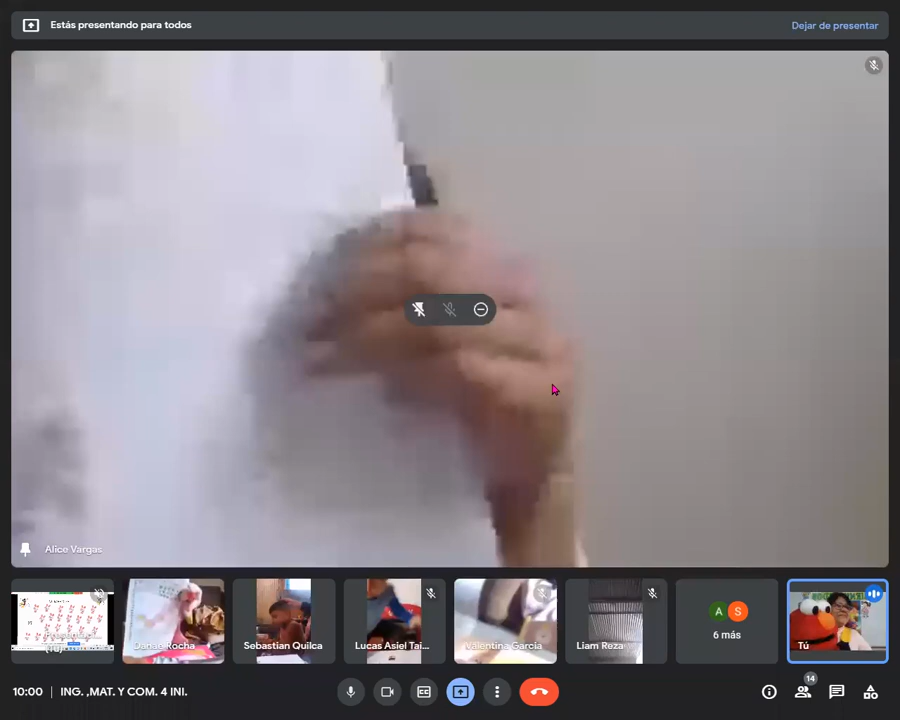 Estás presentando para todos
Dejar de presentar
Alice Vargas
Danae Rocha
Sebastian Quilca
Lucas Asiel Tai...
Valentina García
Liam Reza
A
S
6 más
Tú
14
10:00 | ING. ,MAT. Y COM. 4 INI.